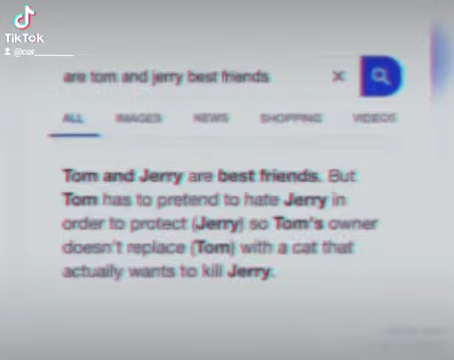 TikTok
are tom and jerry best friends
ALL IMAGES NEWS SHOPPING VIDEOS
Tom and Jerry are best friends. But
Tom has to pretend to hate Jerry in
order to protect (Jerry) so Tom's owner
doesn't replace (Tom) with a cat that
actually wants to kill Jerry.